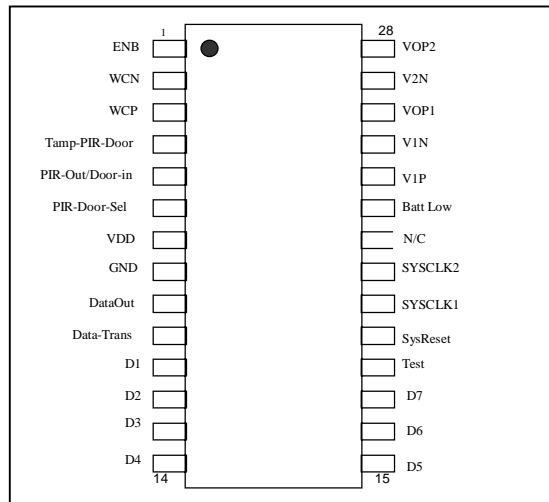 1 28
ENB VOP2
WCN V2N
WCP VOP1
Tamp-PIR-Door V1N
PIR-Out/Door-in V1P
PIR-Door-Sel Batt Low
VDD N/C
GND SYSCLK2
DataOut SYSCLK1
Data-Trans SysReset
D1 Test
D2 D7
D3 D6
D4 D5
14 15